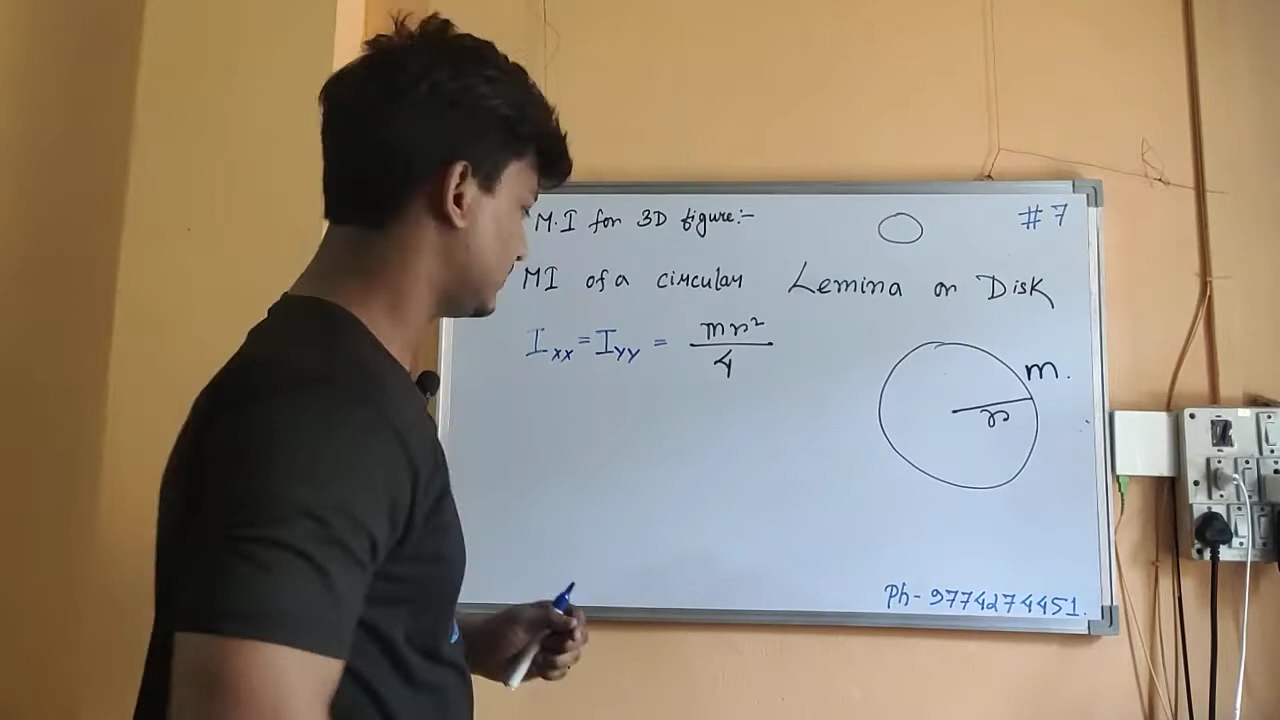 M.I for 3D figure:-
#7
MI of a circular Lemina or Disk
Ixx = Iyy = mr²/4
m.
r
Ph- 9774274451.